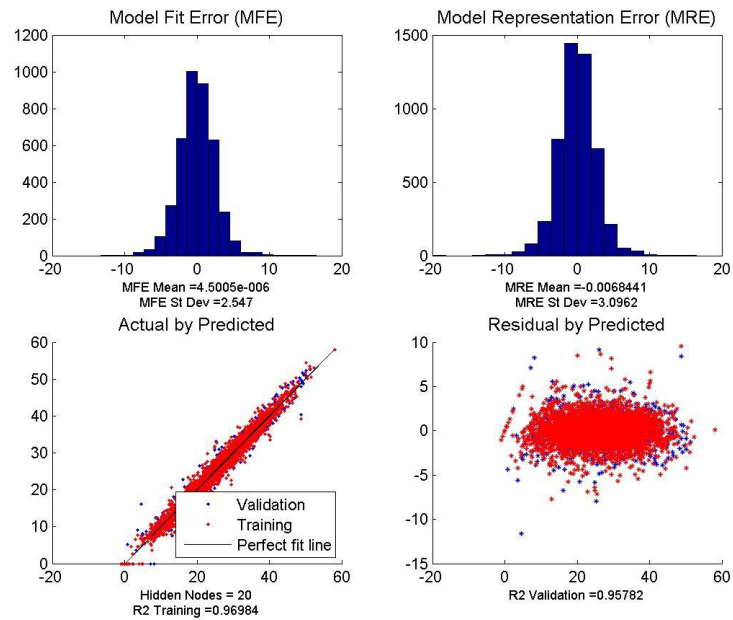 Model Fit Error (MFE)
1200
1000
800
600
400
200
0
-20 -10 0 10 20
MFE Mean =4.5005e-006
MFE St Dev =2.547
Model Representation Error (MRE)
1500
1000
500
0
-20 -10 0 10 20
MRE Mean =-0.0068441
MRE St Dev =3.0962
Actual by Predicted
60
50
40
30
20
10
0
-20 0 20 40 60
Validation
Training
Perfect fit line
Hidden Nodes = 20
R2 Training =0.96984
Residual by Predicted
10
5
0
-5
-10
-15
-20 0 20 40 60
R2 Validation =0.95782